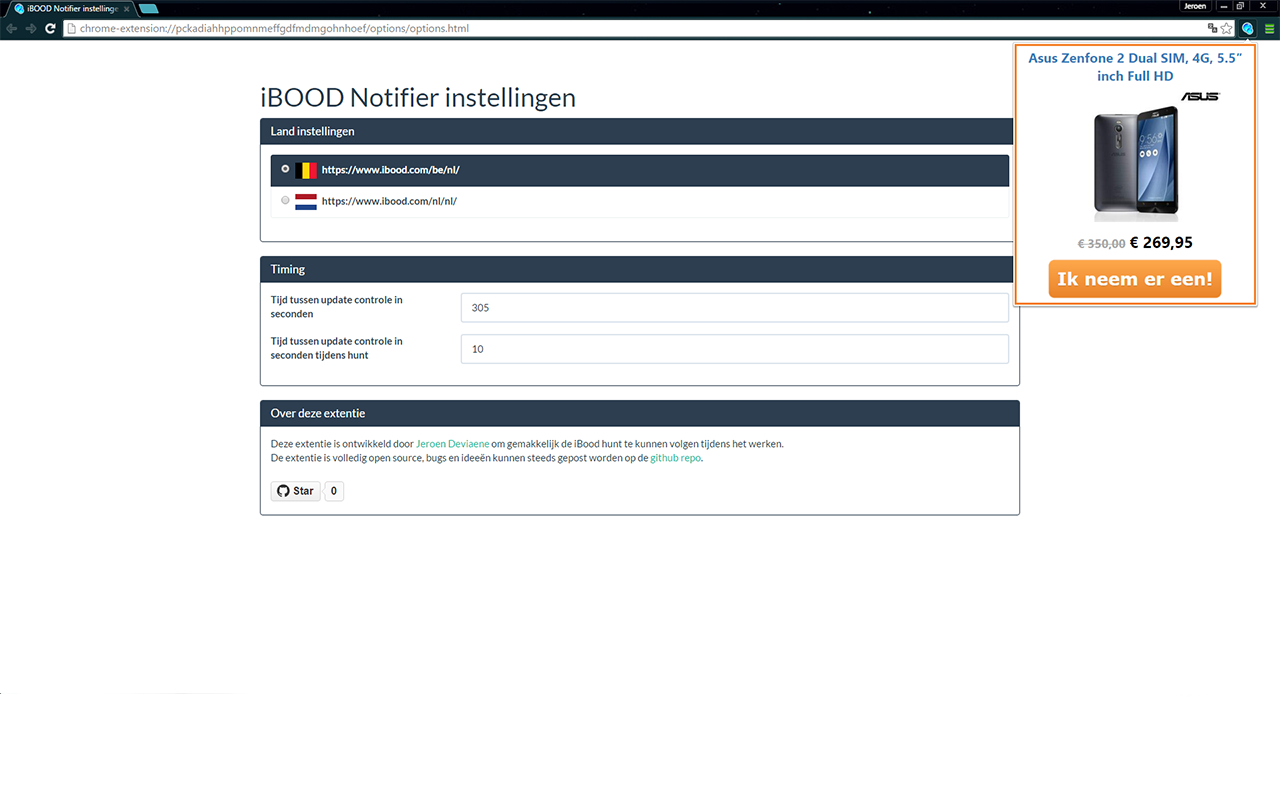 iBOOD Notifier instellinge
Jeroen
chrome-extension://pckadiahhppomnmeffgdfmdmgohnhoef/options/options.html
Asus Zenfone 2 Dual SIM, 4G, 5.5”
inch Full HD
ASUS
9:56
€ 350,00 € 269,95
Ik neem er een!
iBOOD Notifier instellingen
Land instellingen
https://www.ibood.com/be/nl/
https://www.ibood.com/nl/nl/
Timing
Tijd tussen update controle in
seconden
305
Tijd tussen update controle in
seconden tijdens hunt
10
Over deze extentie
Deze extentie is ontwikkeld door Jeroen Deviaene om gemakkelijk de iBood hunt te kunnen volgen tijdens het werken.
De extentie is volledig open source, bugs en ideeën kunnen steeds gepost worden op de github repo.
Star 0